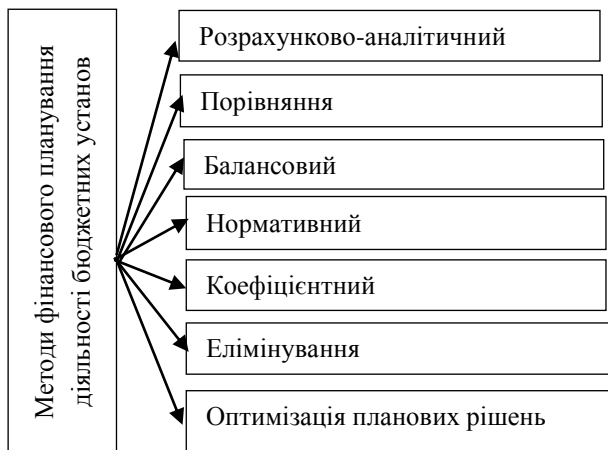 Методи фінансового планування
діяльності бюджетних установ
Розрахунково-аналітичний
Порівняння
Балансовий
Нормативний
Коефіцієнтний
Елімінування
Оптимізація планових рішень